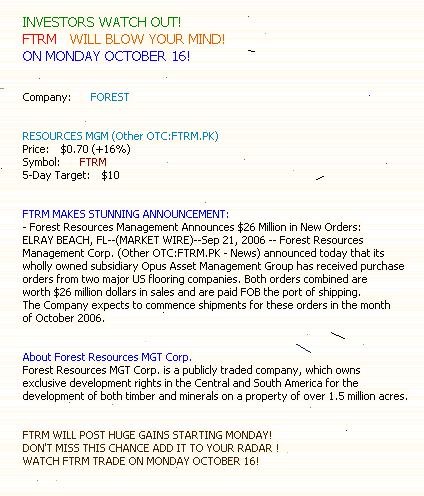 INVESTORS WATCH OUT!
FTRM WILL BLOW YOUR MIND!
ON MONDAY OCTOBER 16!
Company: FOREST
RESOURCES MGM (Other OTC:FTRM.PK)
Price: $0.70 (+16%)
Symbol: FTRM
5-Day Target: $10
FTRM MAKES STUNNING ANNOUNCEMENT:
- Forest Resources Management Announces $26 Million in New Orders:
ELRAY BEACH, FL--(MARKET WIRE)--Sep 21, 2006 -- Forest Resources
Management Corp. (Other OTC:FTRM.PK - News) announced today that its
wholly owned subsidiary Opus Asset Management Group has received purchase
orders from two major US flooring companies. Both orders combined are
worth $26 million dollars in sales and are paid FOB the port of shipping.
The Company expects to commence shipments for these orders in the month
of October 2006.
About Forest Resources MGT Corp.
Forest Resources MGT Corp. is a publicly traded company, which owns
exclusive development rights in the Central and South America for the
development of both timber and minerals on a property of over 1.5 million acres.
FTRM WILL POST HUGE GAINS STARTING MONDAY!
DON'T MISS THIS CHANCE ADD IT TO YOUR RADAR !
WATCH FTRM TRADE ON MONDAY OCTOBER 16!